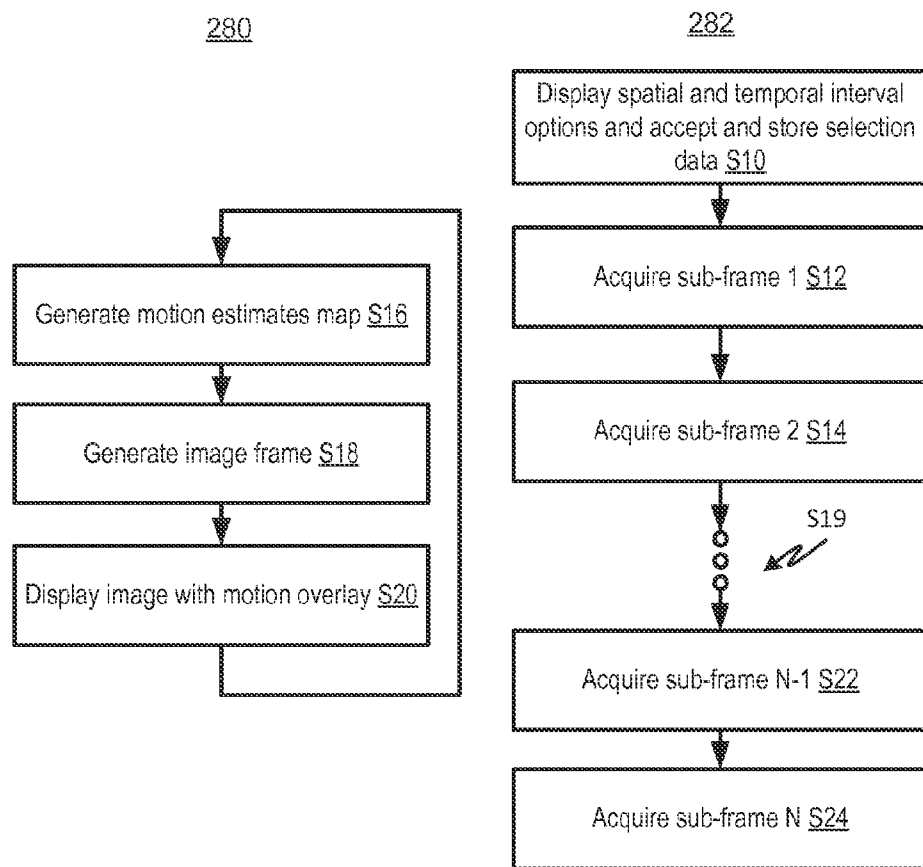 280
Generate motion estimates map S16
Generate image frame S18
Display image with motion overlay S20
282
Display spatial and temporal interval
options and accept and store selection
data S10
Acquire sub-frame 1 S12
Acquire sub-frame 2 S14
S19
Acquire sub-frame N-1 S22
Acquire sub-frame N S24